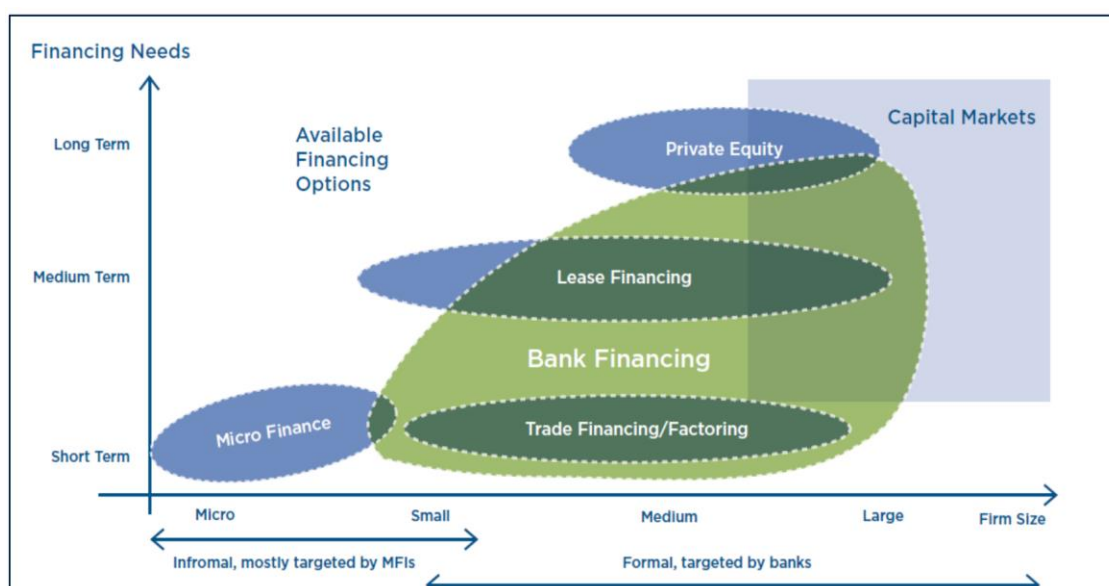 Financing Needs
Available
Financing
Options
Capital Markets
Long Term
Private Equity
Medium Term
Lease Financing
Bank Financing
Micro Finance
Trade Financing/Factoring
Short Term
Micro
Small
Medium
Large
Firm Size
Infromal, mostly targeted by MFIs
Formal, targeted by banks